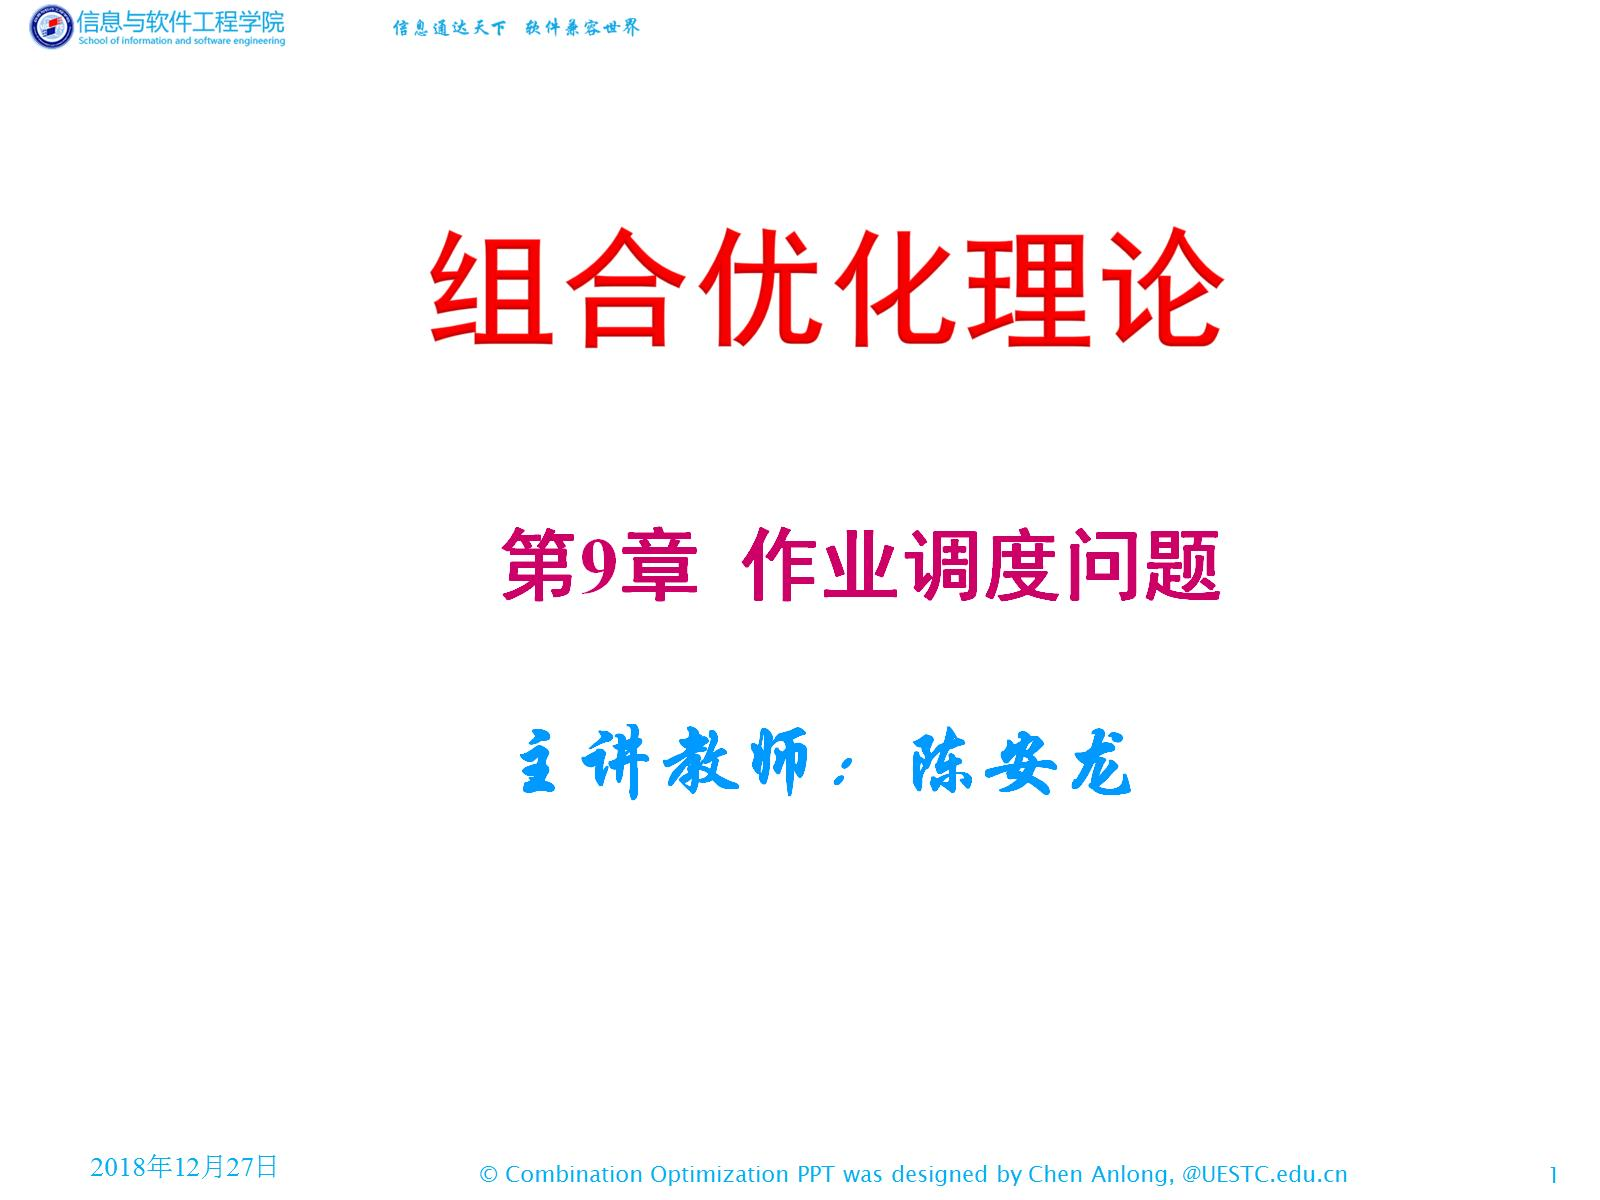 信息与软件工程学院
School of information and software engineering
信息通达天下 软件兼容世界
组合优化理论
第9章 作业调度问题
主讲教师：陈安龙
2018年12月27日
© Combination Optimization PPT was designed by Chen Anlong, @UESTC.edu.cn
1